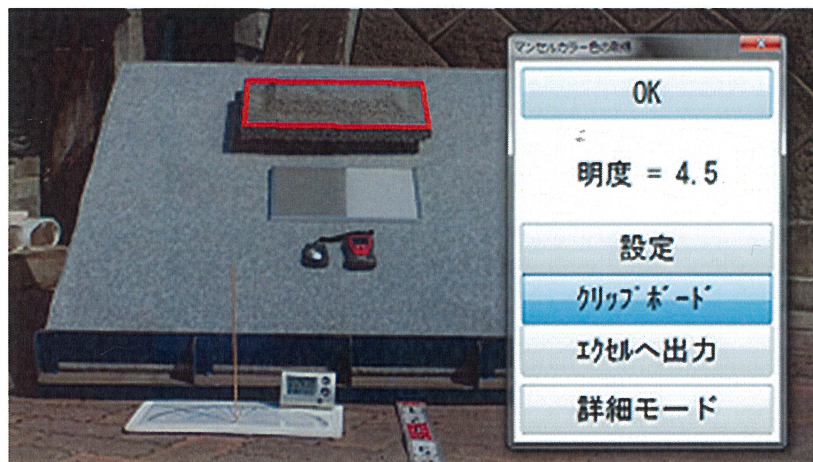 マンセルカラー色の取得
OK
明度 = 4.5
設定
クリップボード
エクセルへ出力
詳細モード